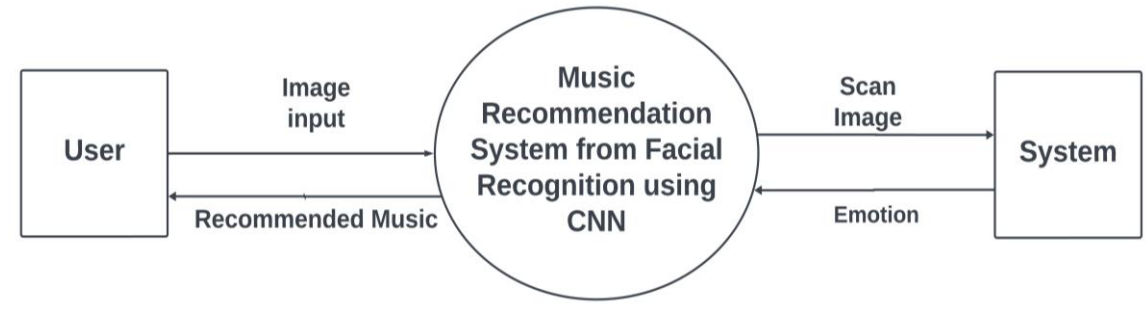 User
Image
input
Recommended Music
Music
Recommendation
System from Facial
Recognition using
CNN
Scan
Image
Emotion
System